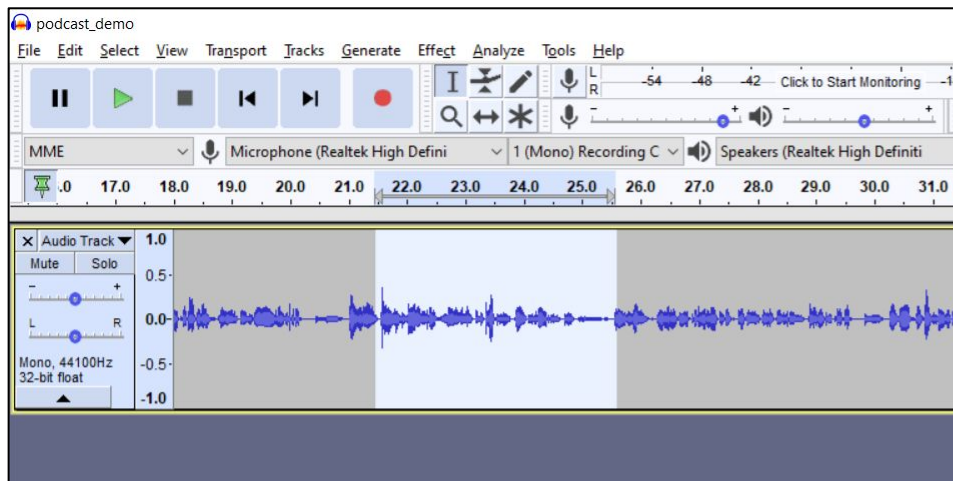 podcast_demo
File Edit Select View Transport Tracks Generate Effect Analyze Tools Help
L
R
-54 -48 -42 Click to Start Monitoring -1
- + - +
MME Microphone (Realtek High Defini 1 (Mono) Recording C Speakers (Realtek High Definiti
.0 17.0 18.0 19.0 20.0 21.0 22.0 23.0 24.0 25.0 26.0 27.0 28.0 29.0 30.0 31.0
X Audio Track 1.0
Mute Solo
- + 0.5-
L R 0.0-
Mono, 44100Hz -0.5-
32-bit float
-1.0